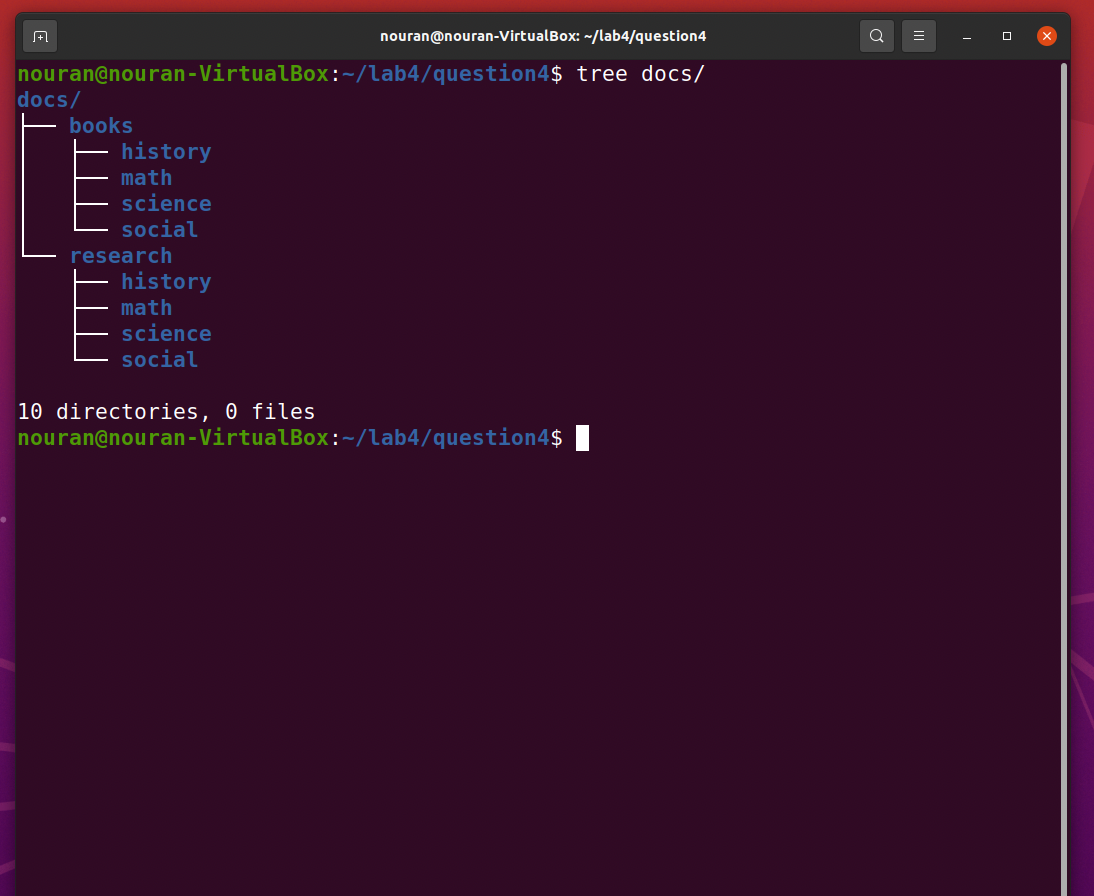 nouran@nouran-VirtualBox: ~/lab4/question4
nouran@nouran-VirtualBox:~/lab4/question4$ tree docs/
docs/
├── books
│   ├── history
│   ├── math
│   ├── science
│   └── social
└── research
    ├── history
    ├── math
    ├── science
    └── social

10 directories, 0 files
nouran@nouran-VirtualBox:~/lab4/question4$